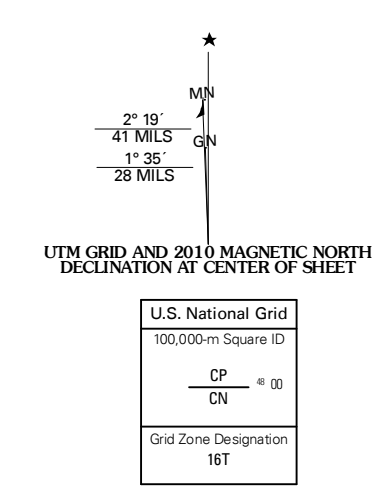 ★
MN
2° 19´
41 MILS
GN
1° 35´
28 MILS
UTM GRID AND 2010 MAGNETIC NORTH
DECLINATION AT CENTER OF SHEET
U.S. National Grid
100,000-m Square ID
CP
48 00
CN
Grid Zone Designation
16T